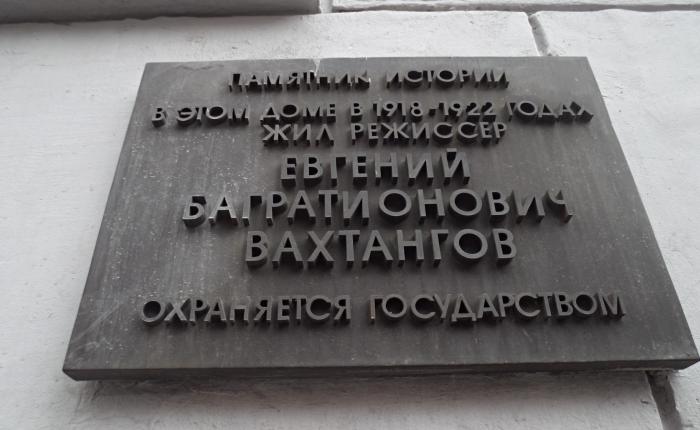 ПАМЯТНИК ИСТОРИИ
В ЭТОМ ДОМЕ В 1918-1922 ГОДАХ
ЖИЛ РЕЖИССЕР
ЕВГЕНИЙ
БАГРАТИОНОВИЧ
ВАХТАНГОВ
ОХРАНЯЕТСЯ ГОСУДАРСТВОМ